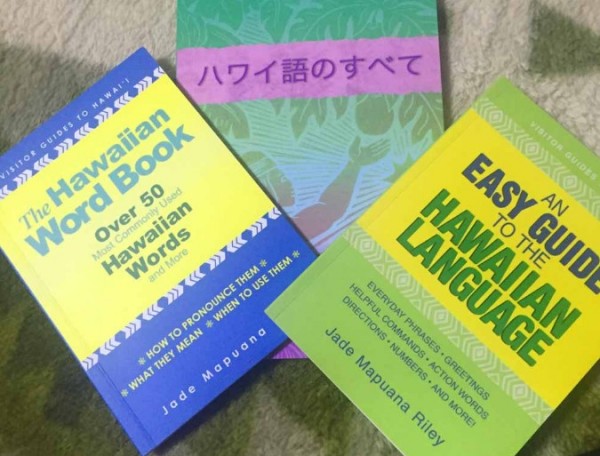 ハワイ語のすべて
VISITOR GUIDES TO HAWAI'I
The Hawaiian
Word Book
Over 50
Most Commonly Used
Hawaiian
Words
and More
* HOW TO PRONOUNCE THEM *
* WHAT THEY MEAN * WHEN TO USE THEM *
Jade Mapuana
VISITOR GUIDES
AN
EASY GUIDE
TO THE
HAWAIIAN
LANGUAGE
EVERYDAY PHRASES • GREETINGS
HELPFUL COMMANDS • ACTION WORDS
DIRECTIONS • NUMBERS • AND MORE!
Jade Mapuana Riley